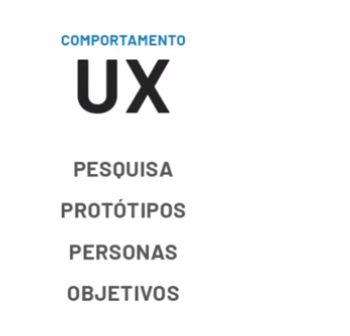 COMPORTAMENTO
UX
PESQUISA
PROTÓTIPOS
PERSONAS
OBJETIVOS